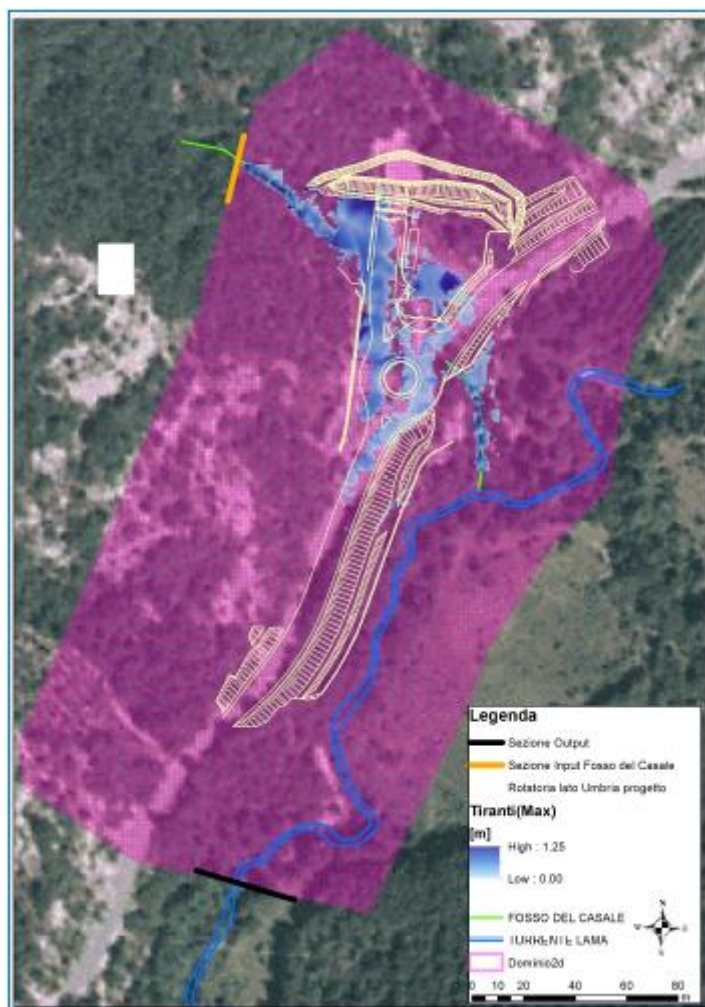 Legenda
Sezione Output
Sezione Input Fosso del Casale
Rotatoria lato Umbria progetto
Tiranti(Max)
[m]
High : 1.25
Low : 0.00
FOSSO DEL CASALE
TORRENTE LAMA
Dominio2d
N
W
E
S
0 10 20 40 60 80
m